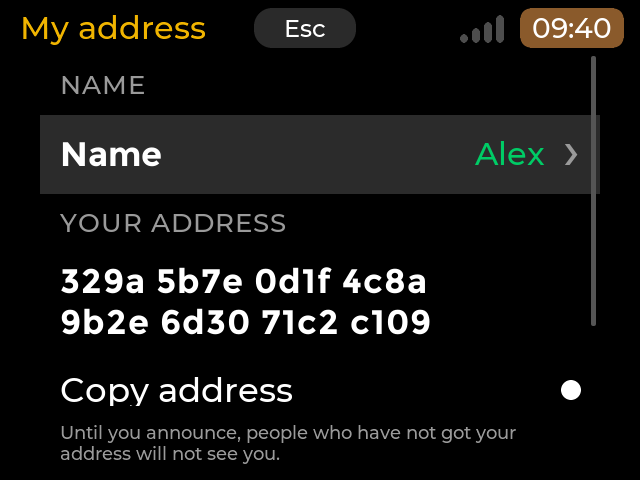 My address
Esc
09:40
NAME
Name
Alex
YOUR ADDRESS
329a 5b7e 0d1f 4c8a
9b2e 6d30 71c2 c109
Copy address
Until you announce, people who have not got your
address will not see you.